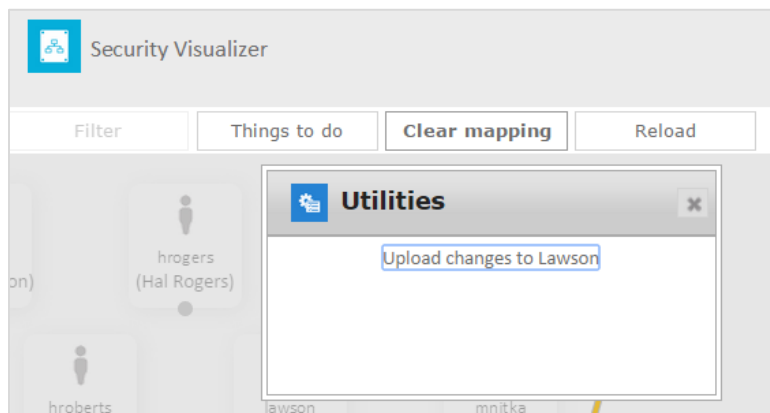 Security Visualizer
Filter
Things to do
Clear mapping
Reload
Utilities
Upload changes to Lawson
hrogers
on)
(Hal Rogers)
hroberts
lawson
mnitka